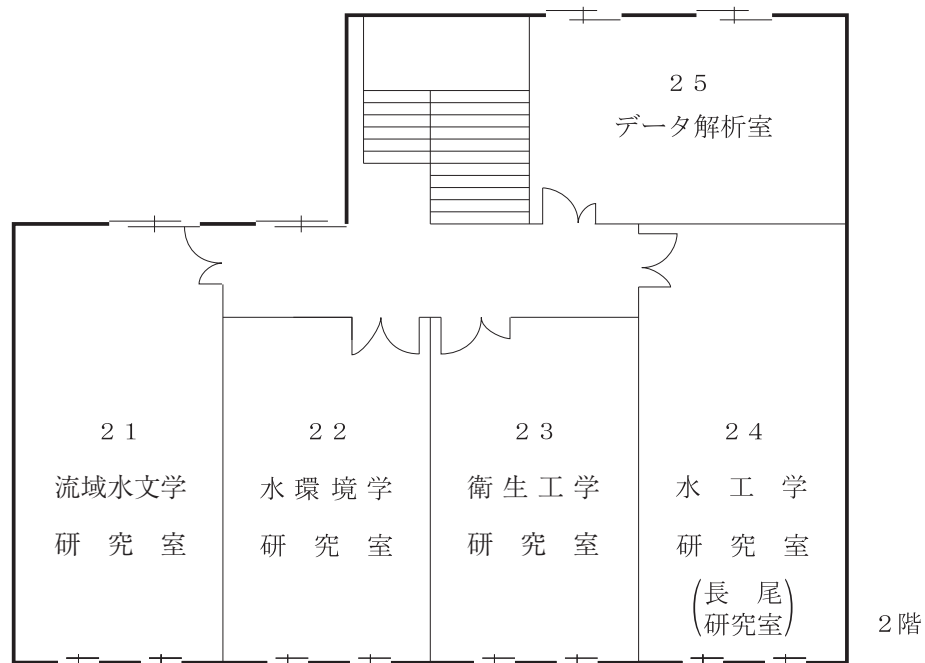 ２５
データ解析室
２１
流域水文学
研究室
２２
水環境学
研究室
２３
衛生工学
研究室
２４
水工学
研究室
(長尾
研究室)
２階